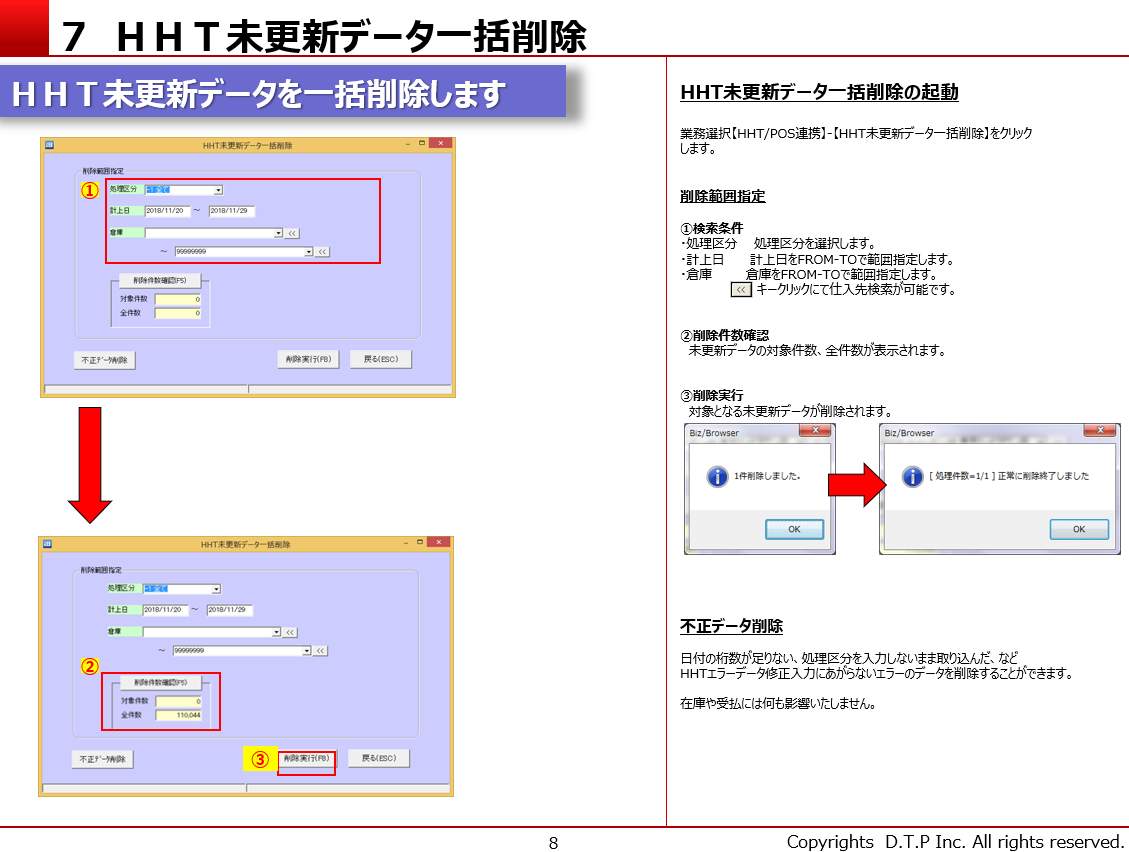 7 ＨＨＴ未更新データ一括削除
ＨＨＴ未更新データを一括削除します
HHT未更新データ一括削除
削除範囲指定
①
処理区分 -1 全て
計上日 2018/11/20 ～ 2018/11/29
倉庫 <<
～ 99999999 <<
削除件数確認(F5)
対象件数 0
全件数 0
不正データ削除 削除実行(F8) 戻る(ESC)
HHT未更新データ一括削除
削除範囲指定
処理区分 -1 全て
計上日 2018/11/20 ～ 2018/11/29
倉庫 <<
～ 99999999 <<
②
削除件数確認(F5)
対象件数 0
全件数 110,044
不正データ削除 ③ 削除実行(F8) 戻る(ESC)
HHT未更新データ一括削除の起動
業務選択【HHT/POS連携】-【HHT未更新データ一括削除】をクリック
します。
削除範囲指定
①検索条件
・処理区分 処理区分を選択します。
・計上日 計上日をFROM-TOで範囲指定します。
・倉庫 倉庫をFROM-TOで範囲指定します。
<< キークリックにて仕入先検索が可能です。
②削除件数確認
未更新データの対象件数、全件数が表示されます。
③削除実行
対象となる未更新データが削除されます。
Biz/Browser
1件削除しました。
OK
Biz/Browser
[ 処理件数=1/1 ] 正常に削除終了しました
OK
不正データ削除
日付の桁数が足りない、処理区分を入力しないまま取り込んだ、など
HHTエラーデータ修正入力にあがらないエラーのデータを削除することができます。
在庫や受払には何も影響いたしません。
8
Copyrights D.T.P Inc. All rights reserved.